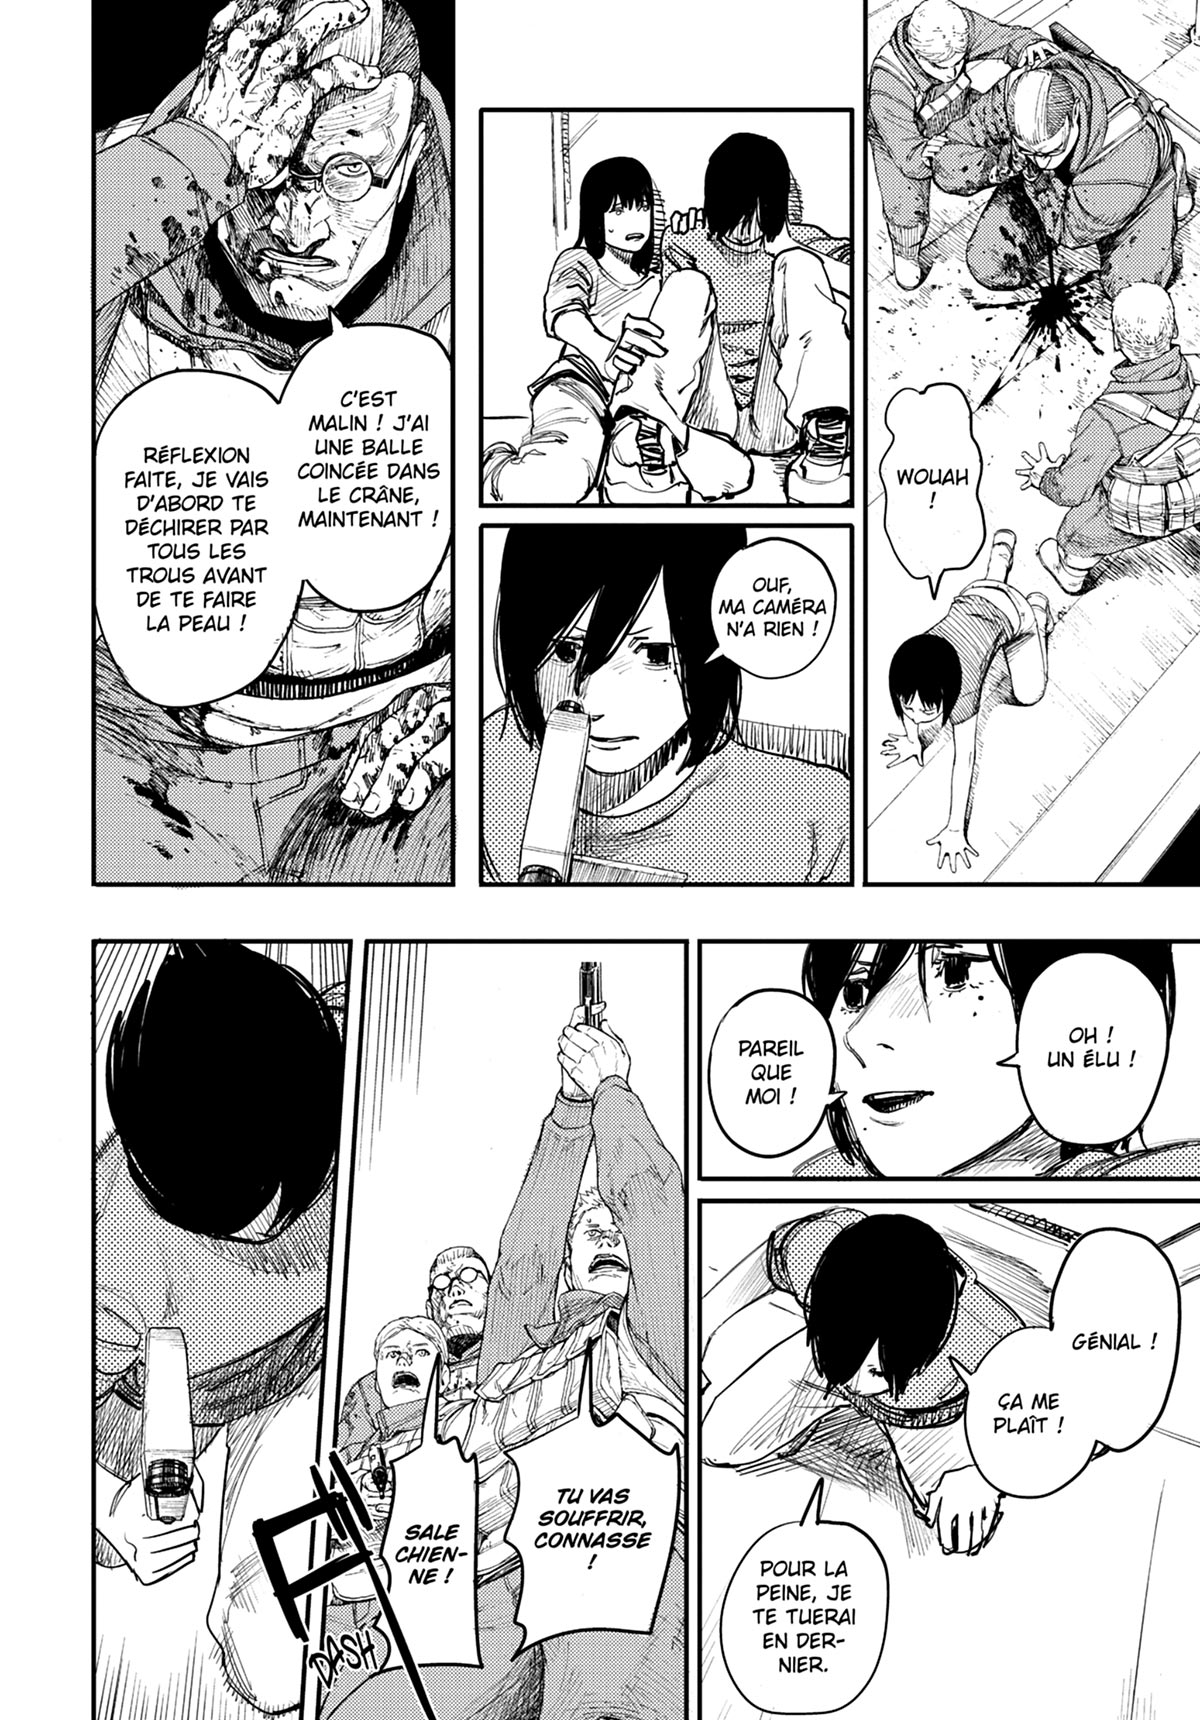 WOUAH
!
OUF,
MA CAMÉRA
N'A RIEN !
C'EST
MALIN ! J'AI
UNE BALLE
COINCÉE DANS
LE CRÂNE,
MAINTENANT !
RÉFLEXION
FAITE, JE VAIS
D'ABORD TE
DÉCHIRER PAR
TOUS LES
TROUS AVANT
DE TE FAIRE
LA PEAU !
OH !
UN ÉLU !
PAREIL
QUE
MOI !
GÉNIAL !
ÇA ME
PLAÎT !
POUR LA
PEINE, JE
TE TUERAI
EN DER-
NIER.
TU VAS
SOUFFRIR,
CONNASSE
!
SALE
CHIEN-
NE !
ダッ
DASH